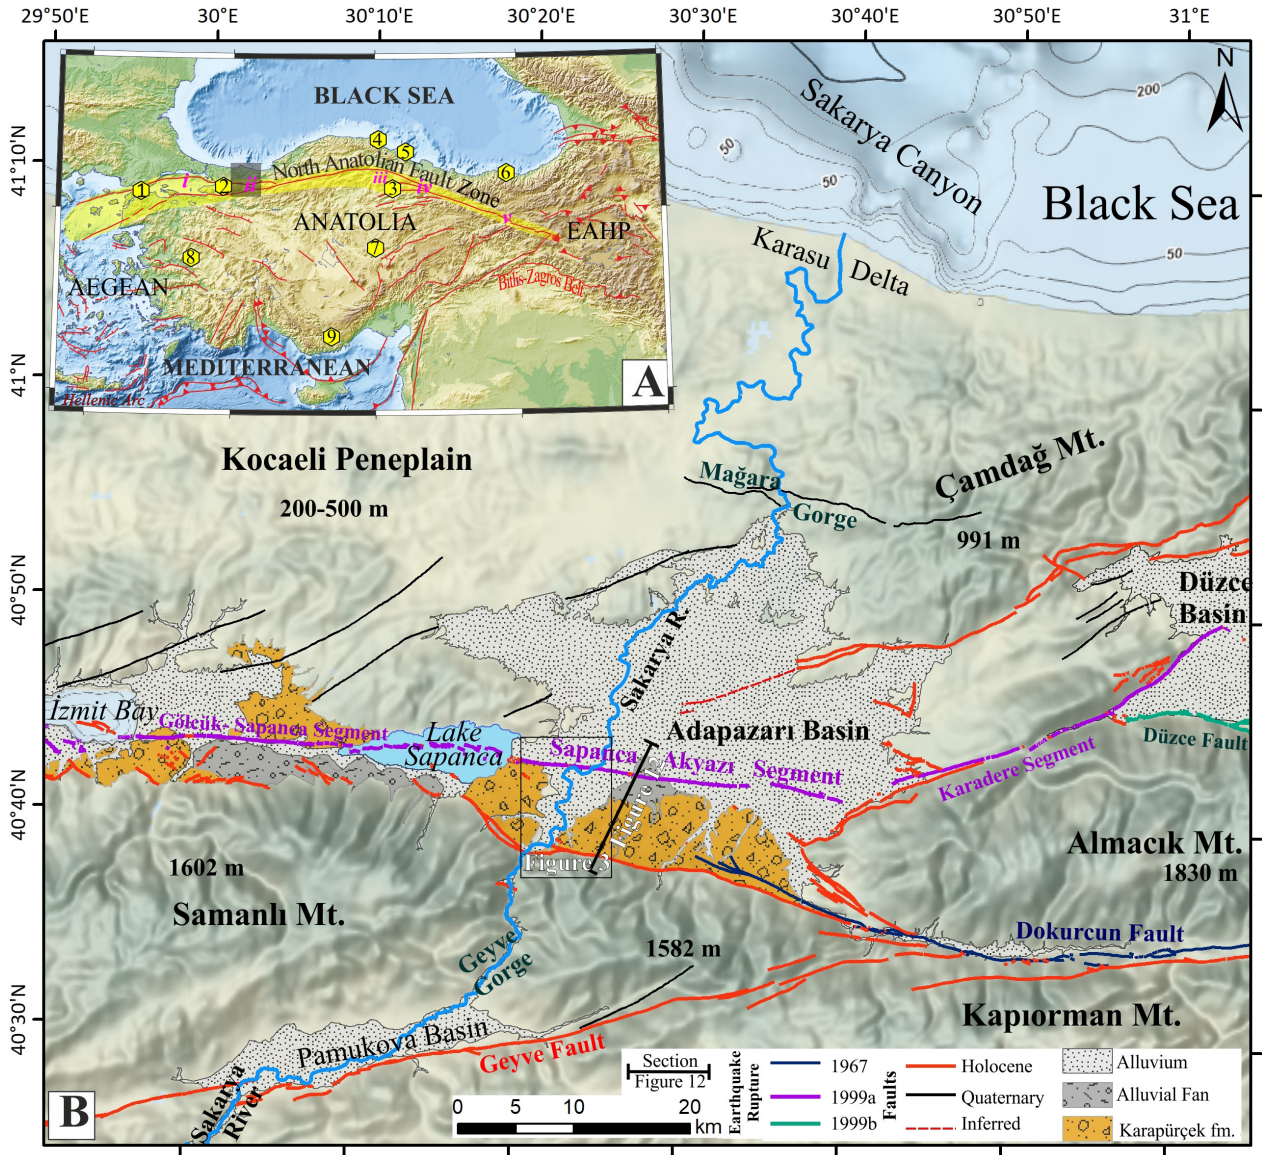 29°50'E
30°E
30°10'E
30°20'E
30°30'E
30°40'E
30°50'E
31°E
41°10'N
41°N
40°50'N
40°40'N
40°30'N
N
BLACK SEA
4
5
6
North Anatolian Fault Zone
1
i
2
ii
iii
3
iv
v
ANATOLIA
EAHP
7
8
AEGEAN
Bitlis-Zagros Belt
9
MEDITERRANEAN
Hellenic Arc
A
200
Sakarya Canyon
50
50
Black Sea
50
Karasu
Delta
Kocaeli Peneplain
200-500 m
Mağara
Gorge
Çamdağ Mt.
991 m
Düzce
Basin
Sakarya R.
İzmit Bay
Gölcük- Sapanca Segment
Lake
Sapanca
Adapazarı Basin
Sapanca
Akyazı
Segment
Düzce Fault
Karadere Segment
Figure
Figure 3
Almacık Mt.
1830 m
1602 m
Samanlı Mt.
Dokurcun Fault
1582 m
Geyve
Gorge
Kapıorman Mt.
Pamukova Basin
Geyve Fault
Sakarya
River
B
0
5
10
20
km
Section
Figure 12
Earthquake
Rupture
1967
1999a
1999b
Faults
Holocene
Quaternary
Inferred
Alluvium
Alluvial Fan
Karapürçek fm.